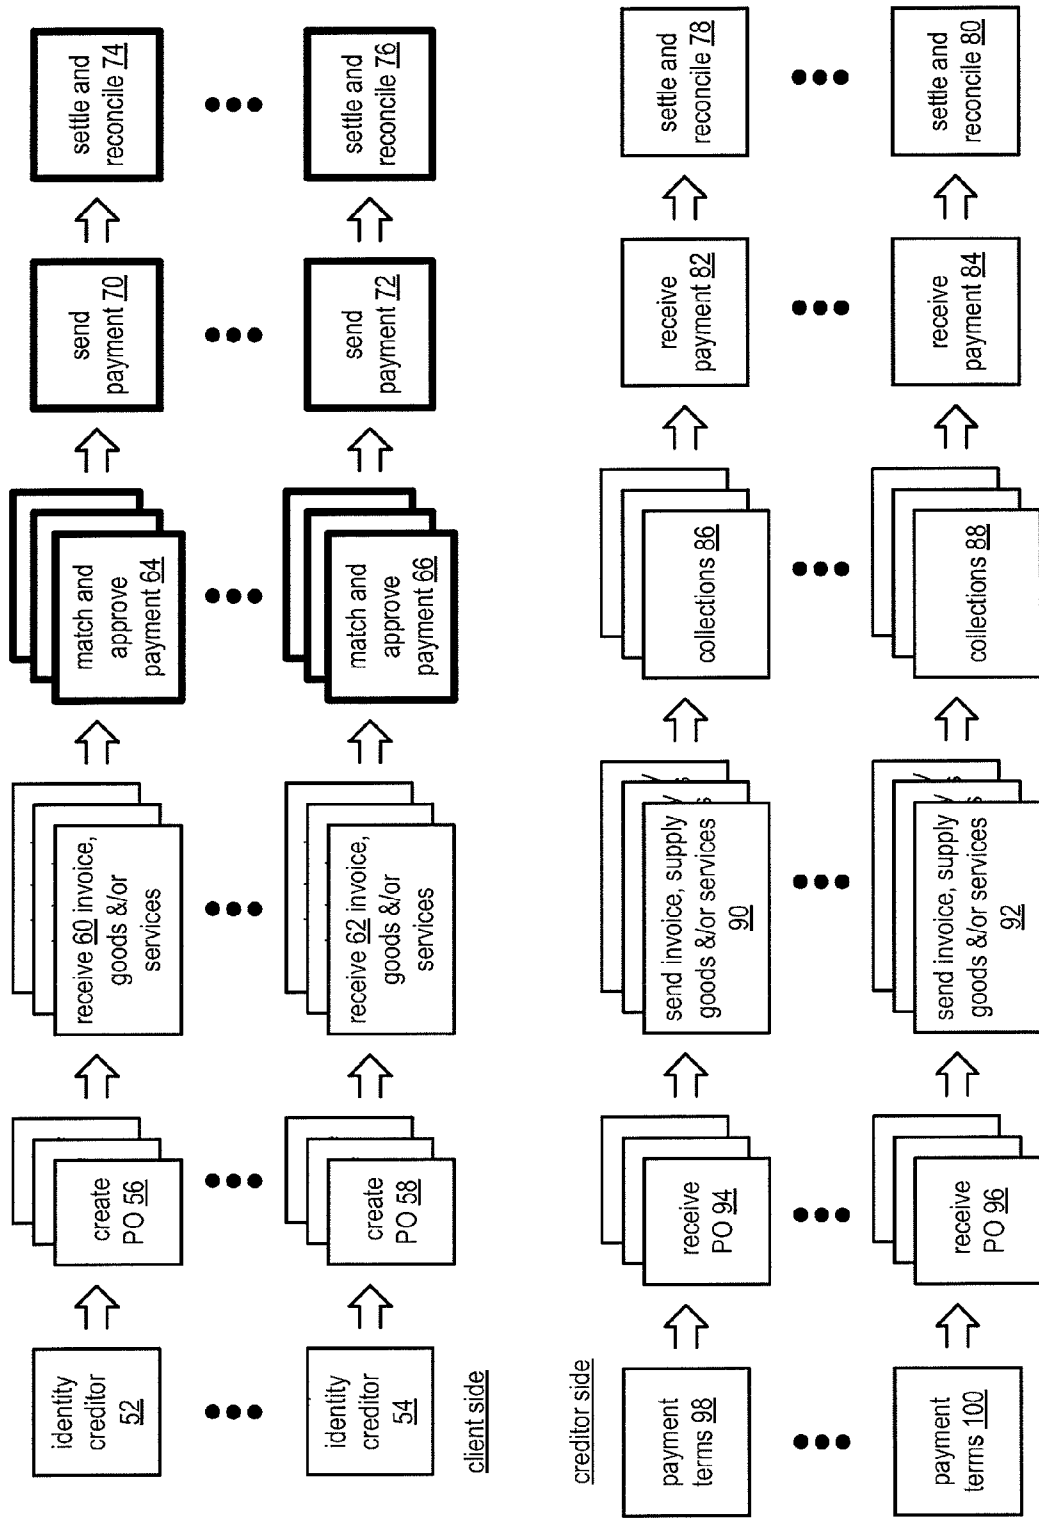 identity
creditor
52
create
PO 56
receive 60 invoice,
goods &/or
services
match and
approve
payment 64
send
payment 70
settle and
reconcile 74
identity
creditor
54
create
PO 58
receive 62 invoice,
goods &/or
services
match and
approve
payment 66
send
payment 72
settle and
reconcile 76
client side
creditor side
payment
terms 98
receive
PO 94
send invoice, supply
goods &/or services
90
collections 86
receive
payment 82
settle and
reconcile 78
payment
terms 100
receive
PO 96
send invoice, supply
goods &/or services
92
collections 88
receive
payment 84
settle and
reconcile 80